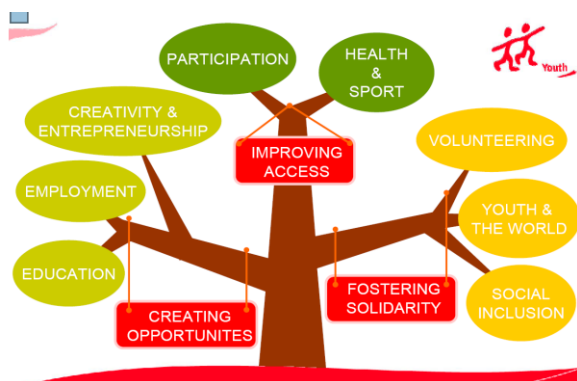 PARTICIPATION
HEALTH
&
SPORT
Youth
CREATIVITY &
ENTREPRENEURSHIP
IMPROVING
ACCESS
VOLUNTEERING
EMPLOYMENT
YOUTH &
THE WORLD
EDUCATION
CREATING
OPPORTUNITES
FOSTERING
SOLIDARITY
SOCIAL
INCLUSION